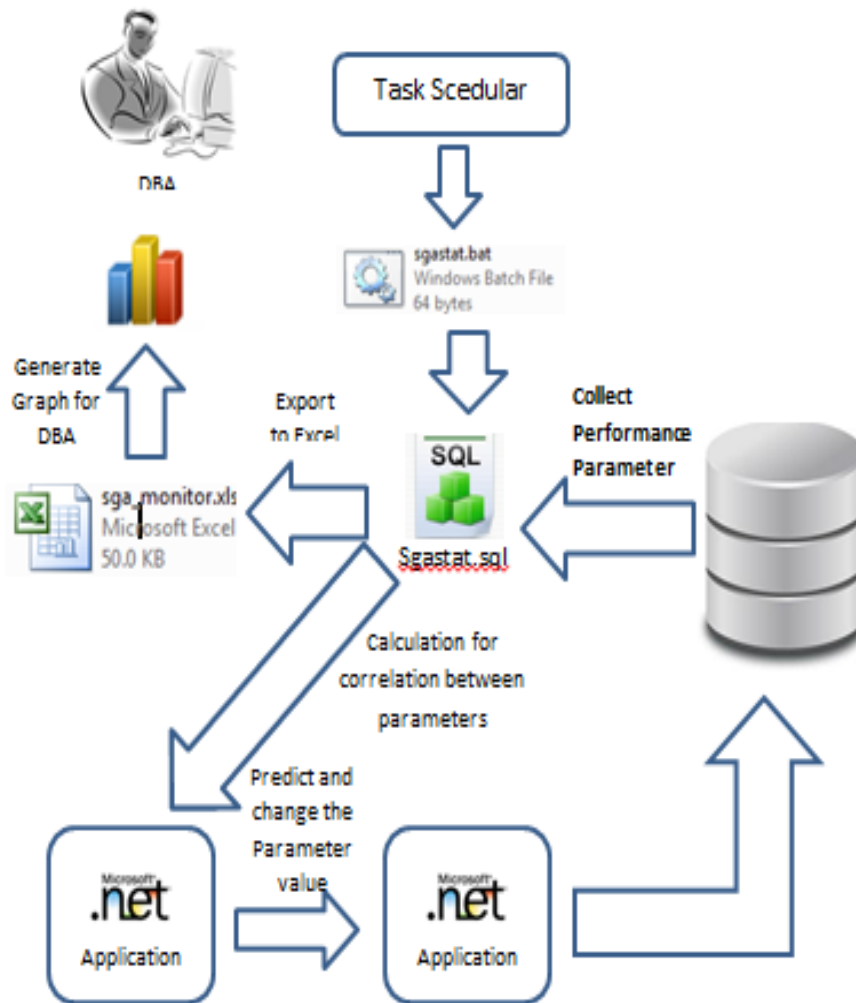 Task Scedular
DBA
sgastat.bat
Windows Batch File
64 bytes
Generate
Graph for
DBA
Export
to Excel
Collect
Performance
Parameter
SQL
Sgastat.sql
sga_monitor.xls
Microsoft Excel
50.0 KB
Calculation for
correlation between
parameters
Predict and
change the
Parameter
value
Microsoft
.net
Application
Microsoft
.net
Application